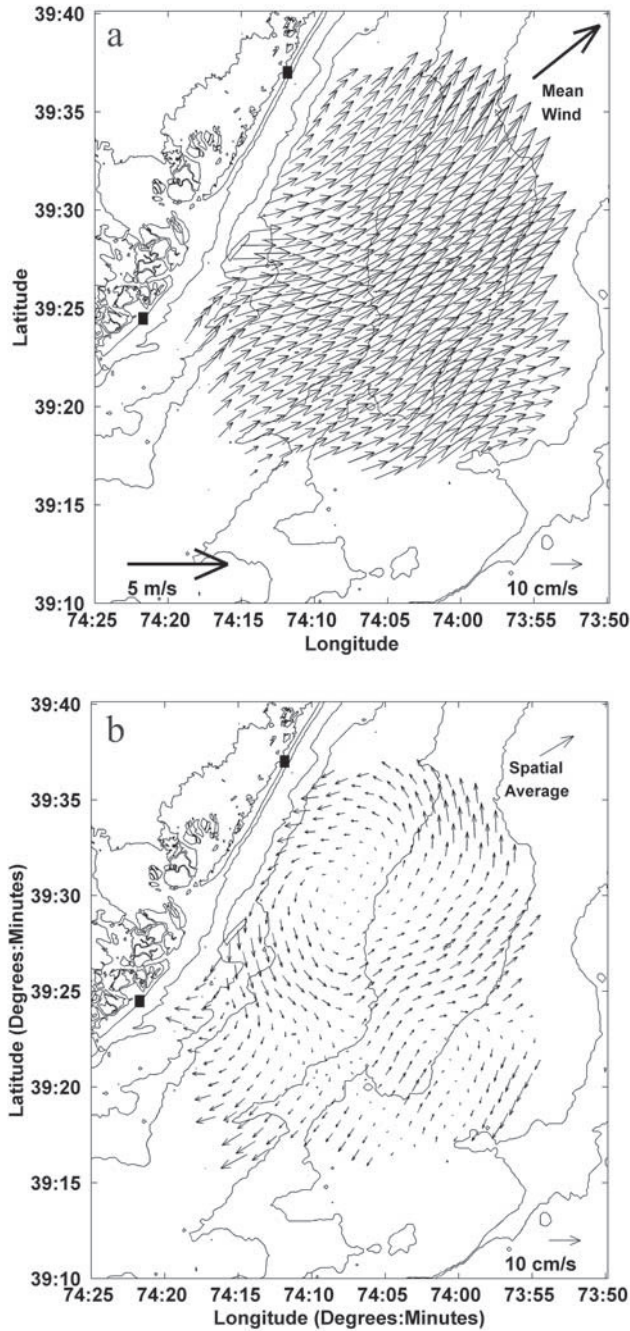 a
Mean
Wind
39:40
39:35
39:30
39:25
39:20
39:15
39:10
Latitude
5 m/s
10 cm/s
74:25 74:20 74:15 74:10 74:05 74:00 73:55 73:50
Longitude
b
Spatial
Average
39:40
39:35
39:30
39:25
39:20
39:15
39:10
Latitude (Degrees:Minutes)
10 cm/s
74:25 74:20 74:15 74:10 74:05 74:00 73:55 73:50
Longitude (Degrees:Minutes)